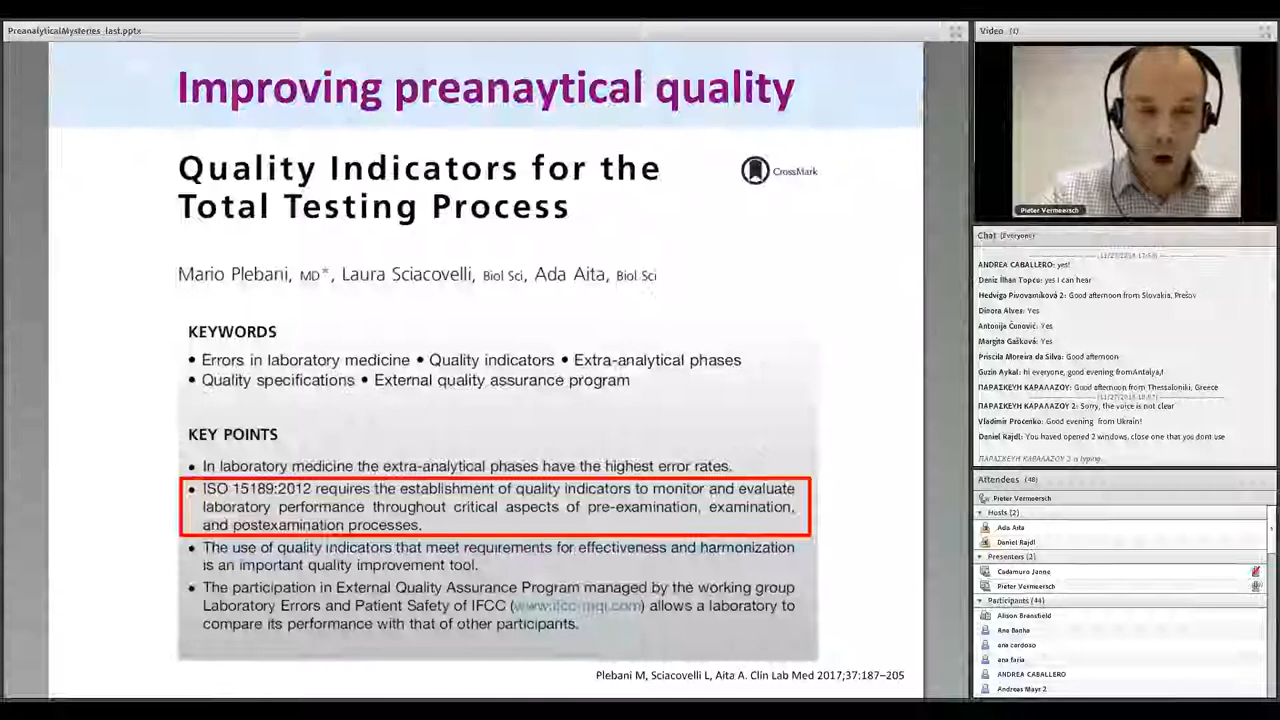 PreanalyticalMysteries_last.pptx
Improving preanaytical quality
Quality Indicators for the
Total Testing Process
CrossMark
Mario Plebani, MD*, Laura Sciacovelli, Biol Sci, Ada Aita, Biol Sci
KEYWORDS
• Errors in laboratory medicine • Quality indicators • Extra-analytical phases
• Quality specifications • External quality assurance program
KEY POINTS
• In laboratory medicine the extra-analytical phases have the highest error rates.
• ISO 15189:2012 requires the establishment of quality indicators to monitor and evaluate
laboratory performance throughout critical aspects of pre-examination, examination,
and postexamination processes.
• The use of quality indicators that meet requirements for effectiveness and harmonization
is an important quality improvement tool.
• The participation in External Quality Assurance Program managed by the working group
Laboratory Errors and Patient Safety of IFCC (www.ifcc-mqi.com) allows a laboratory to
compare its performance with that of other participants.
Plebani M, Sciacovelli L, Aita A. Clin Lab Med 2017;37:187–205
Video (1)
Pieter Vermeersch
Chat (Everyone)
ANDREA CABALLERO: yes!
Deniz İlhan Topcu: yes I can hear
Hedviga Pivovarníková 2: Good afternoon from Slovakia, Prešov
Dinora Alves: Yes
Antonija Čunović: Yes
Margita Gašková: Yes
Priscila Moreira da Silva: Good afternoon
Guzin Aykal: hi everyone, good evening fromAntalya,!
ΠΑΡΑΣΚΕΥΗ ΚΑΡΑΛΑΖΟΥ: Good afternoon from Thessaloniki, Greece
ΠΑΡΑΣΚΕΥΗ ΚΑΡΑΛΑΖΟΥ 2: Sorry, the voice is not clear
Vladimir Procenko: Good evening from Ukrain!
Daniel Rajdl: You haved opened 2 windows, close one that you dont use
ΠΑΡΑΣΚΕΥΗ ΚΑΡΑΛΑΖΟΥ 2 is typing.
Attendees (48)
Pieter Vermeersch
Hosts (2)
Ada Aita
Daniel Rajdl
Presenters (2)
Cadamuro Janne
Pieter Vermeersch
Participants (44)
Alison Bransfield
Ana Banha
ana cardoso
ana faria
ANDREA CABALLERO
Andreas Mayr 2